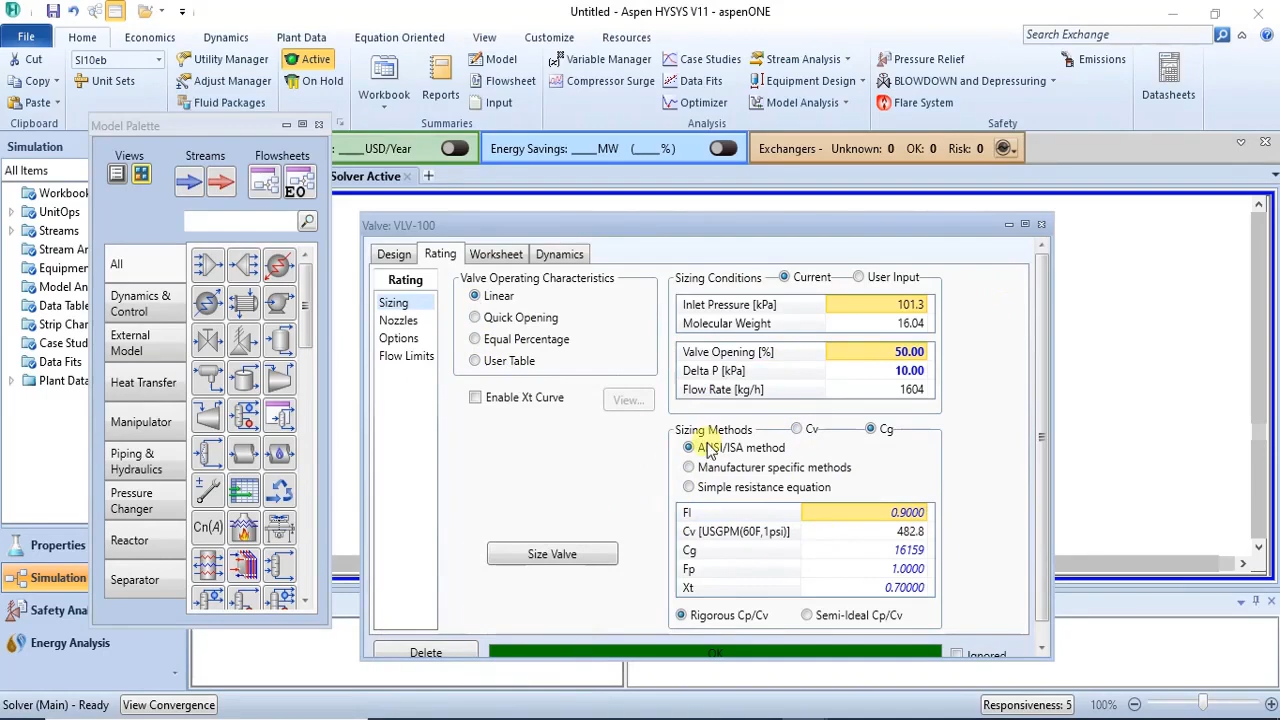 Untitled - Aspen HYSYS V11 - aspenONE
File Home Economics Dynamics Plant Data Equation Oriented View Customize Resources Search Exchange
Cut SI10eb Utility Manager Active Model Variable Manager Case Studies Stream Analysis Pressure Relief Emissions
Copy Unit Sets Adjust Manager On Hold Workbook Reports Flowsheet Compressor Surge Data Fits Equipment Design BLOWDOWN and Depressuring Datasheets
Paste Fluid Packages Input Optimizer Model Analysis Flare System
Clipboard Summaries Analysis Safety
Model Palette
Simulation Views Streams Flowsheets : ____USD/Year Energy Savings: ____MW (____%) Exchangers - Unknown: 0 OK: 0 Risk: 0
All Items Solver Active
EO
Workbook
UnitOps
Streams
Stream An
Equipmen
Model An
Data Table
Strip Char
Case Stud
Data Fits
Plant Data
All
Dynamics & Control
External Model
Heat Transfer
Manipulator
Piping & Hydraulics
Pressure Changer
Reactor
Separator
Cn(A)
Valve: VLV-100
Design Rating Worksheet Dynamics
Rating
Sizing
Nozzles
Options
Flow Limits
Valve Operating Characteristics
Linear
Quick Opening
Equal Percentage
User Table
Enable Xt Curve View...
Size Valve
Sizing Conditions Current User Input
Inlet Pressure [kPa] 101.3
Molecular Weight 16.04
Valve Opening [%] 50.00
Delta P [kPa] 10.00
Flow Rate [kg/h] 1604
Sizing Methods Cv Cg
ANSI/ISA method
Manufacturer specific methods
Simple resistance equation
Fl 0.9000
Cv [USGPM(60F,1psi)] 482.8
Cg 16159
Fp 1.0000
Xt 0.70000
Rigorous Cp/Cv Semi-Ideal Cp/Cv
Delete OK Ignored
Properties
Simulation
Safety Ana
Energy Analysis
Solver (Main) - Ready View Convergence Responsiveness: 5 100%